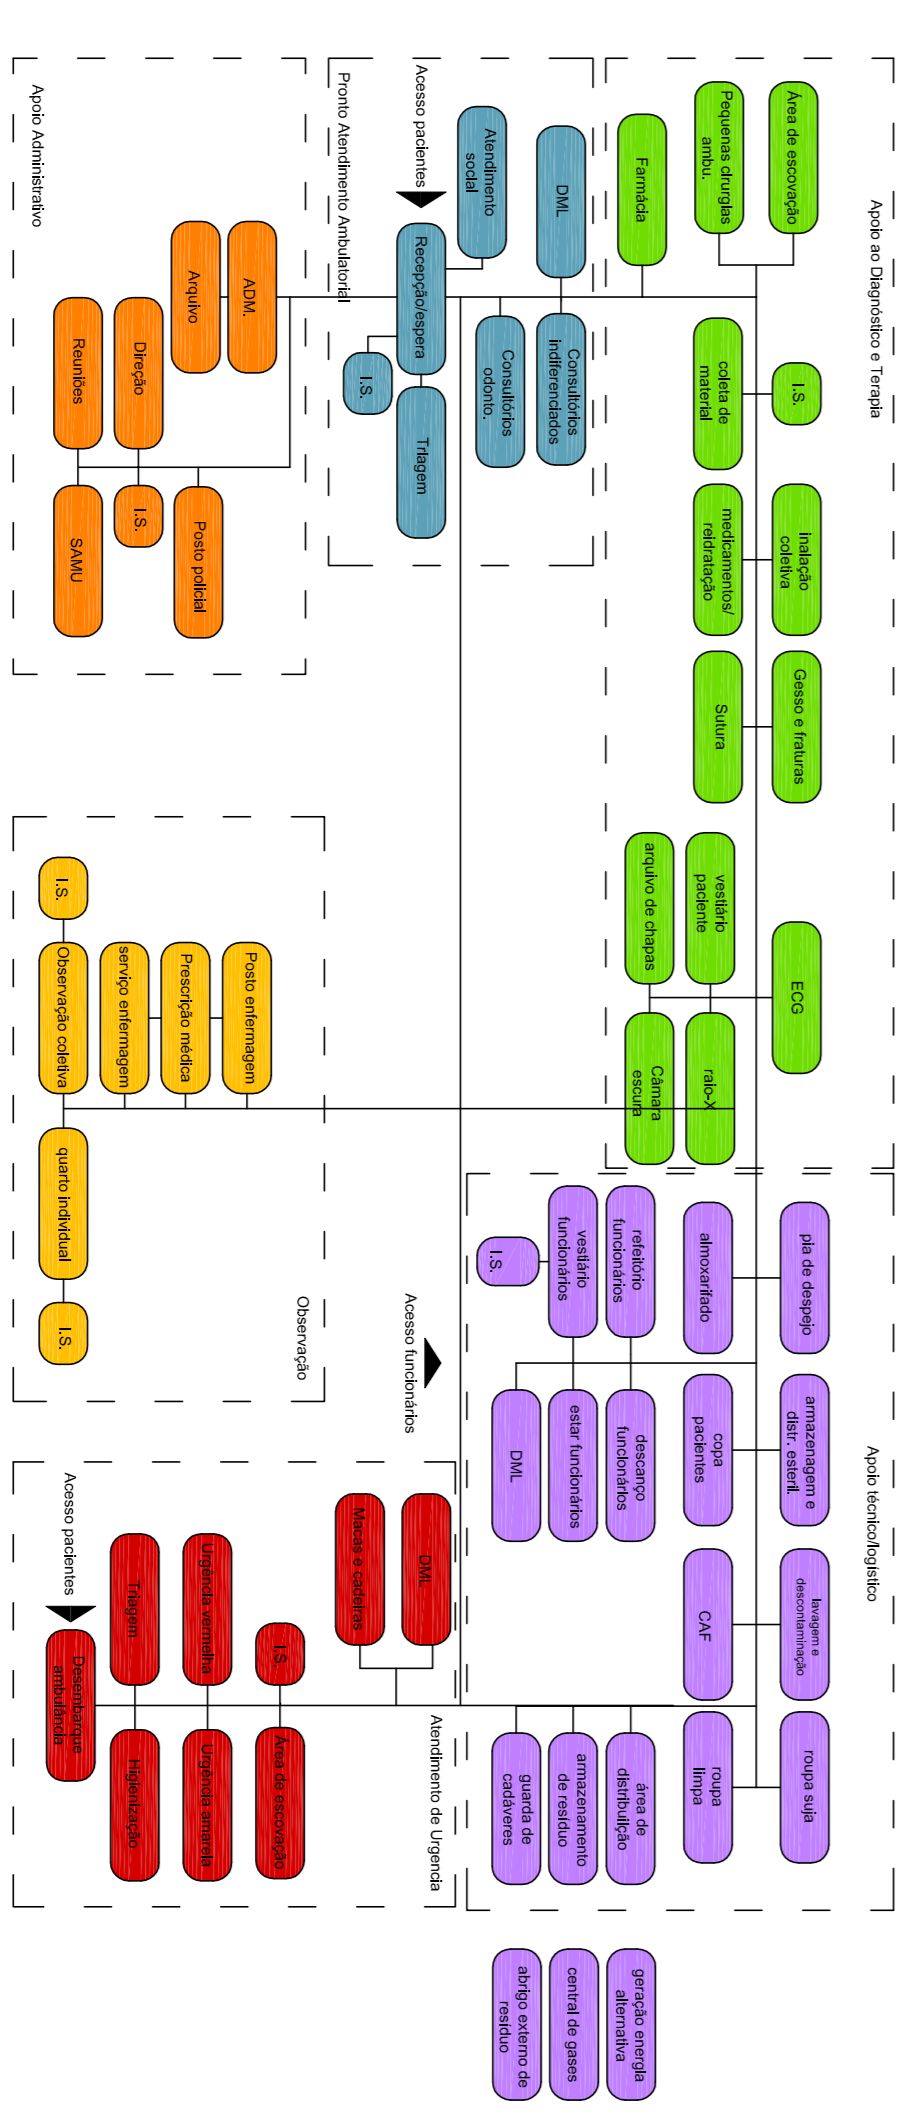 Apoio ao Diagnóstico e Terapia
Área de escovação
Pequenas cirurgias
ambu.
Farmácia
I.S.
coleta de
material
inalação
coletiva
medicamentos/
reidratação
Gesso e fraturas
Sutura
ECG
vestiário
paciente
arquivo de chapas
raio-X
Câmara
escura
Apoio técnico/logístico
pia de despejo
almoxarifado
armazenagem e
distr. esteril.
copa
pacientes
lavagem e
descontaminação
CAF
roupa suja
roupa
limpa
refeitório
funcionários
vestiário
funcionários
I.S.
descanço
funcionários
estar funcionários
DML
área de
distribuilção
armazenamento
de resíduo
guarda de
cadáveres
geração energia
alternativa
central de gases
abrigo externo de
resíduo
Pronto Atendimento Ambulatorial
Acesso pacientes
DML
Atendimento
social
Recepção/espera
Consultórios
indiferenciados
Consultórios
odonto.
I.S.
Triagem
Apoio Administrativo
ADM.
Arquivo
Direção
Reuniões
Posto policial
I.S.
SAMU
Observação
Posto enfermagem
Prescrição médica
serviço enfermagem
I.S.
Observação coletiva
quarto individual
I.S.
Acesso funcionários
Atendimento de Urgencia
DML
Macas e cadeiras
I.S.
Área de escovação
Urgência vermelha
Urgência amarela
Triagem
Higienização
Acesso pacientes
Desembarque
ambulância